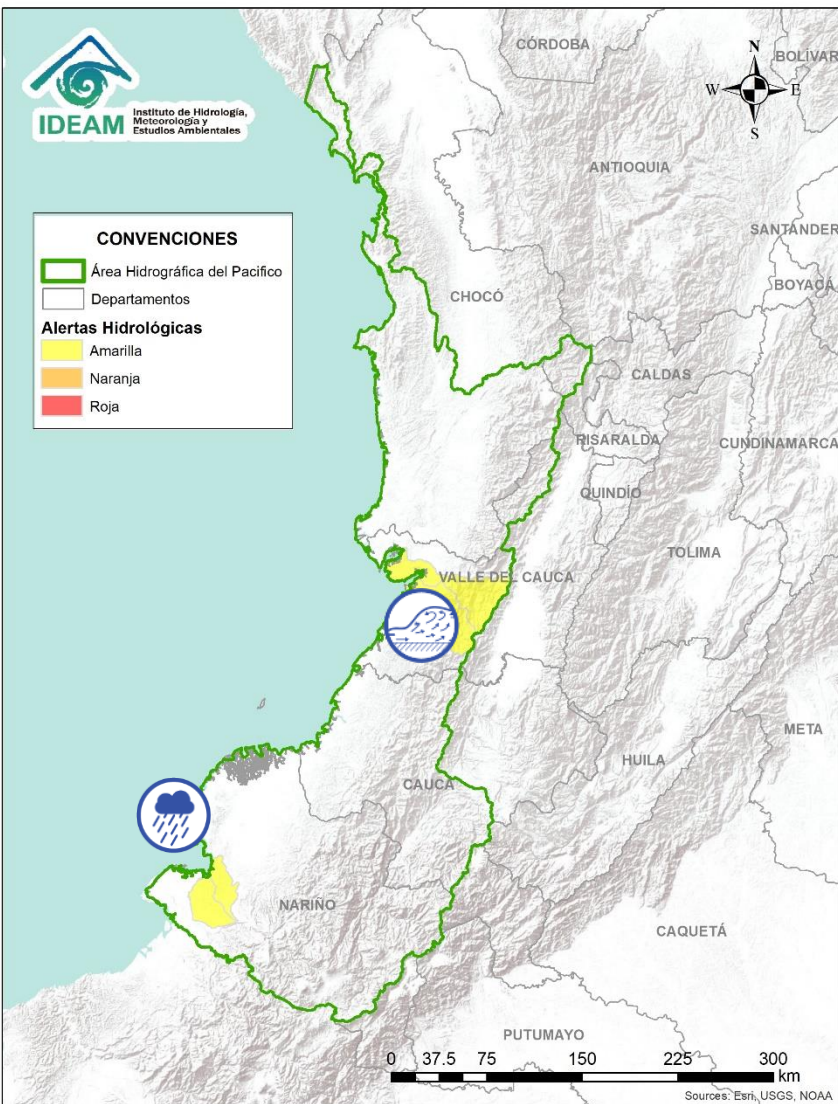 IDEAM
Instituto de Hidrología,
Meteorología y
Estudios Ambientales
CÓRDOBA
BOLÍVAR
N
W
E
S
ANTIOQUIA
SANTANDER
BOYACÁ
CONVENCIONES
Área Hidrográfica del Pacifico
Departamentos
Alertas Hidrológicas
Amarilla
Naranja
Roja
CHOCÓ
CALDAS
RISARALDA
CUNDINAMARCA
QUINDÍO
TOLIMA
VALLE DEL CAUCA
META
HUILA
CAUCA
NARIÑO
CAQUETÁ
PUTUMAYO
0 37.5 75 150 225 300
km
Sources: Esri, USGS, NOAA